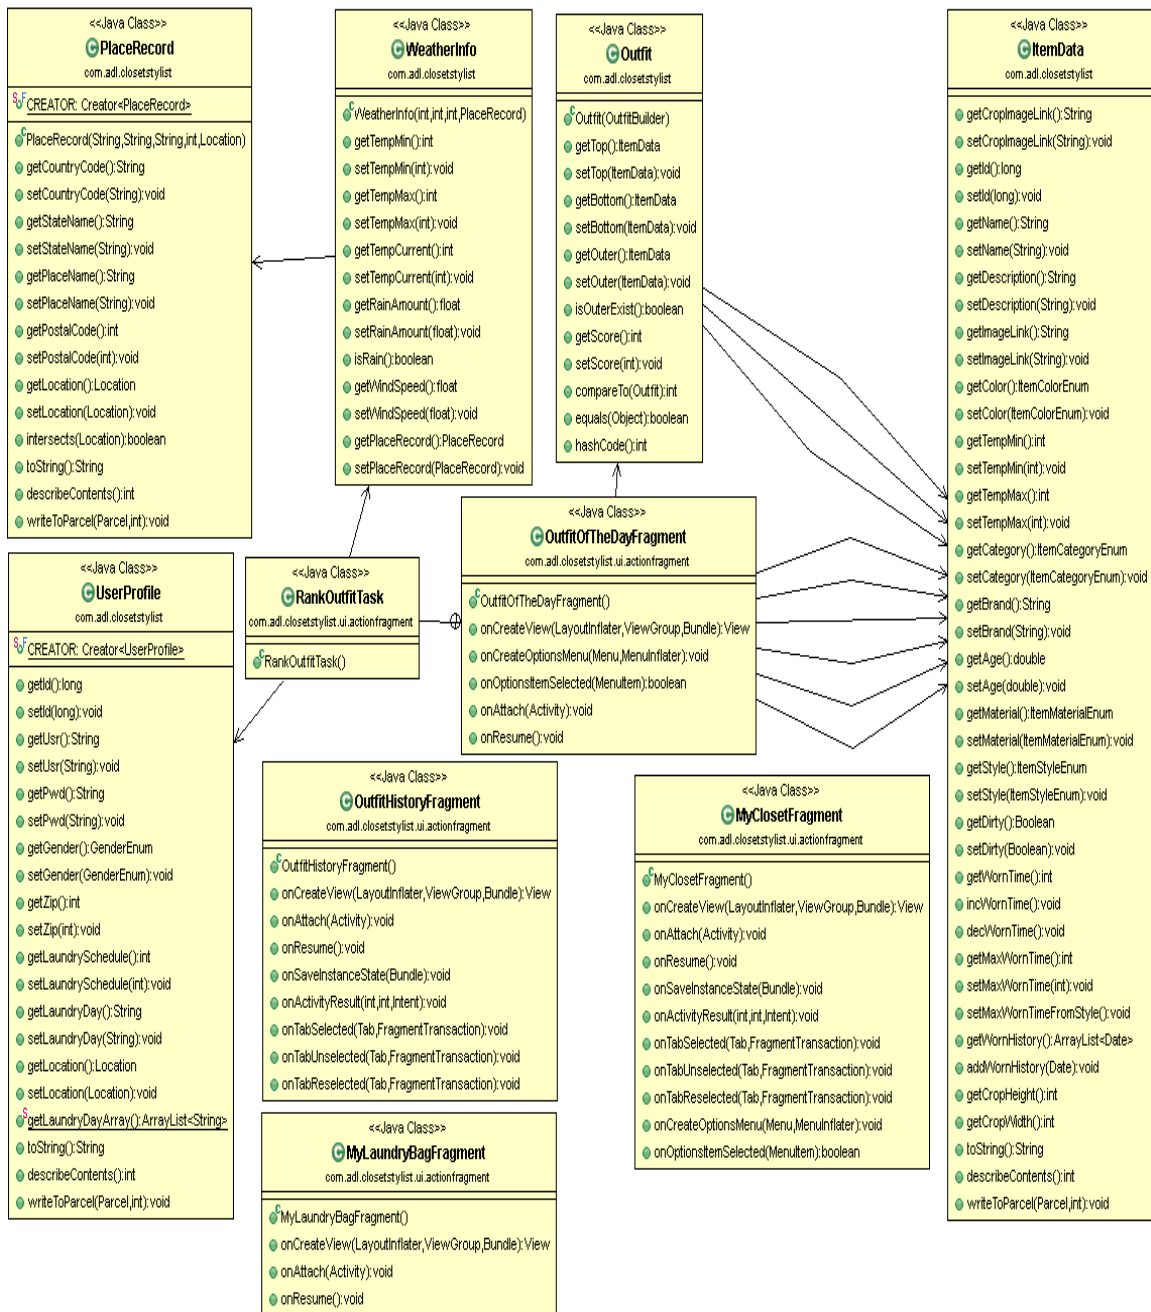 <<Java Class>>
PlaceRecord
com.adl.closetstylist
CREATOR: Creator<PlaceRecord>
PlaceRecord(String,String,String,int,Location)
getCountryCode():String
setCountryCode(String):void
getStateName():String
setStateName(String):void
getPlaceName():String
setPlaceName(String):void
getPostalCode():int
setPostalCode(int):void
getLocation():Location
setLocation(Location):void
intersects(Location):boolean
toString():String
describeContents():int
writeToParcel(Parcel,int):void
<<Java Class>>
WeatherInfo
com.adl.closetstylist
WeatherInfo(int,int,int,PlaceRecord)
getTempMin():int
setTempMin(int):void
getTempMax():int
setTempMax(int):void
getTempCurrent():int
setTempCurrent(int):void
getRainAmount():float
setRainAmount(float):void
isRain():boolean
getWindSpeed():float
setWindSpeed(float):void
getPlaceRecord():PlaceRecord
setPlaceRecord(PlaceRecord):void
<<Java Class>>
Outfit
com.adl.closetstylist
Outfit(OutfitBuilder)
getTop():ItemData
setTop(ItemData):void
getBottom():ItemData
setBottom(ItemData):void
getOuter():ItemData
setOuter(ItemData):void
isOuterExist():boolean
getScore():int
setScore(int):void
compareTo(Outfit):int
equals(Object):boolean
hashCode():int
<<Java Class>>
ItemData
com.adl.closetstylist
getCropImageLink():String
setCropImageLink(String):void
getId():long
setId(long):void
getName():String
setName(String):void
getDescription():String
setDescription(String):void
getImageLink():String
setImageLink(String):void
getColor():ItemColorEnum
setColor(ItemColorEnum):void
getTempMin():int
setTempMin(int):void
getTempMax():int
setTempMax(int):void
getCategory():ItemCategoryEnum
setCategory(ItemCategoryEnum):void
getBrand():String
setBrand(String):void
getAge():double
setAge(double):void
getMaterial():ItemMaterialEnum
setMaterial(ItemMaterialEnum):void
getStyle():ItemStyleEnum
setStyle(ItemStyleEnum):void
getDirty():Boolean
setDirty(Boolean):void
getWornTime():int
incWornTime():void
decWornTime():void
getMaxWornTime():int
setMaxWornTime(int):void
setMaxWornTimeFromStyle():void
getWornHistory():ArrayList<Date>
addWornHistory(Date):void
getCropHeight():int
getCropWidth():int
toString():String
describeContents():int
writeToParcel(Parcel,int):void
<<Java Class>>
UserProfile
com.adl.closetstylist
CREATOR: Creator<UserProfile>
getId():long
setId(long):void
getUsr():String
setUsr(String):void
getPwd():String
setPwd(String):void
getGender():GenderEnum
setGender(GenderEnum):void
getZip():int
setZip(int):void
getLaundrySchedule():int
setLaundrySchedule(int):void
getLaundryDay():String
setLaundryDay(String):void
getLocation():Location
setLocation(Location):void
getLaundryDayArray():ArrayList<String>
toString():String
describeContents():int
writeToParcel(Parcel,int):void
<<Java Class>>
RankOutfitTask
com.adl.closetstylist.ui.actionfragment
RankOutfitTask()
<<Java Class>>
OutfitOfTheDayFragment
com.adl.closetstylist.ui.actionfragment
OutfitOfTheDayFragment()
onCreateView(LayoutInflater,ViewGroup,Bundle):View
onCreateOptionsMenu(Menu,MenuInflater):void
onOptionsItemSelected(MenuItem):boolean
onAttach(Activity):void
onResume():void
<<Java Class>>
OutfitHistoryFragment
com.adl.closetstylist.ui.actionfragment
OutfitHistoryFragment()
onCreateView(LayoutInflater,ViewGroup,Bundle):View
onAttach(Activity):void
onResume():void
onSaveInstanceState(Bundle):void
onActivityResult(int,int,Intent):void
onTabSelected(Tab,FragmentTransaction):void
onTabUnselected(Tab,FragmentTransaction):void
onTabReselected(Tab,FragmentTransaction):void
<<Java Class>>
MyClosetFragment
com.adl.closetstylist.ui.actionfragment
MyClosetFragment()
onCreateView(LayoutInflater,ViewGroup,Bundle):View
onAttach(Activity):void
onResume():void
onSaveInstanceState(Bundle):void
onActivityResult(int,int,Intent):void
onTabSelected(Tab,FragmentTransaction):void
onTabUnselected(Tab,FragmentTransaction):void
onTabReselected(Tab,FragmentTransaction):void
onCreateOptionsMenu(Menu,MenuInflater):void
onOptionsItemSelected(MenuItem):boolean
<<Java Class>>
MyLaundryBagFragment
com.adl.closetstylist.ui.actionfragment
MyLaundryBagFragment()
onCreateView(LayoutInflater,ViewGroup,Bundle):View
onAttach(Activity):void
onResume():void